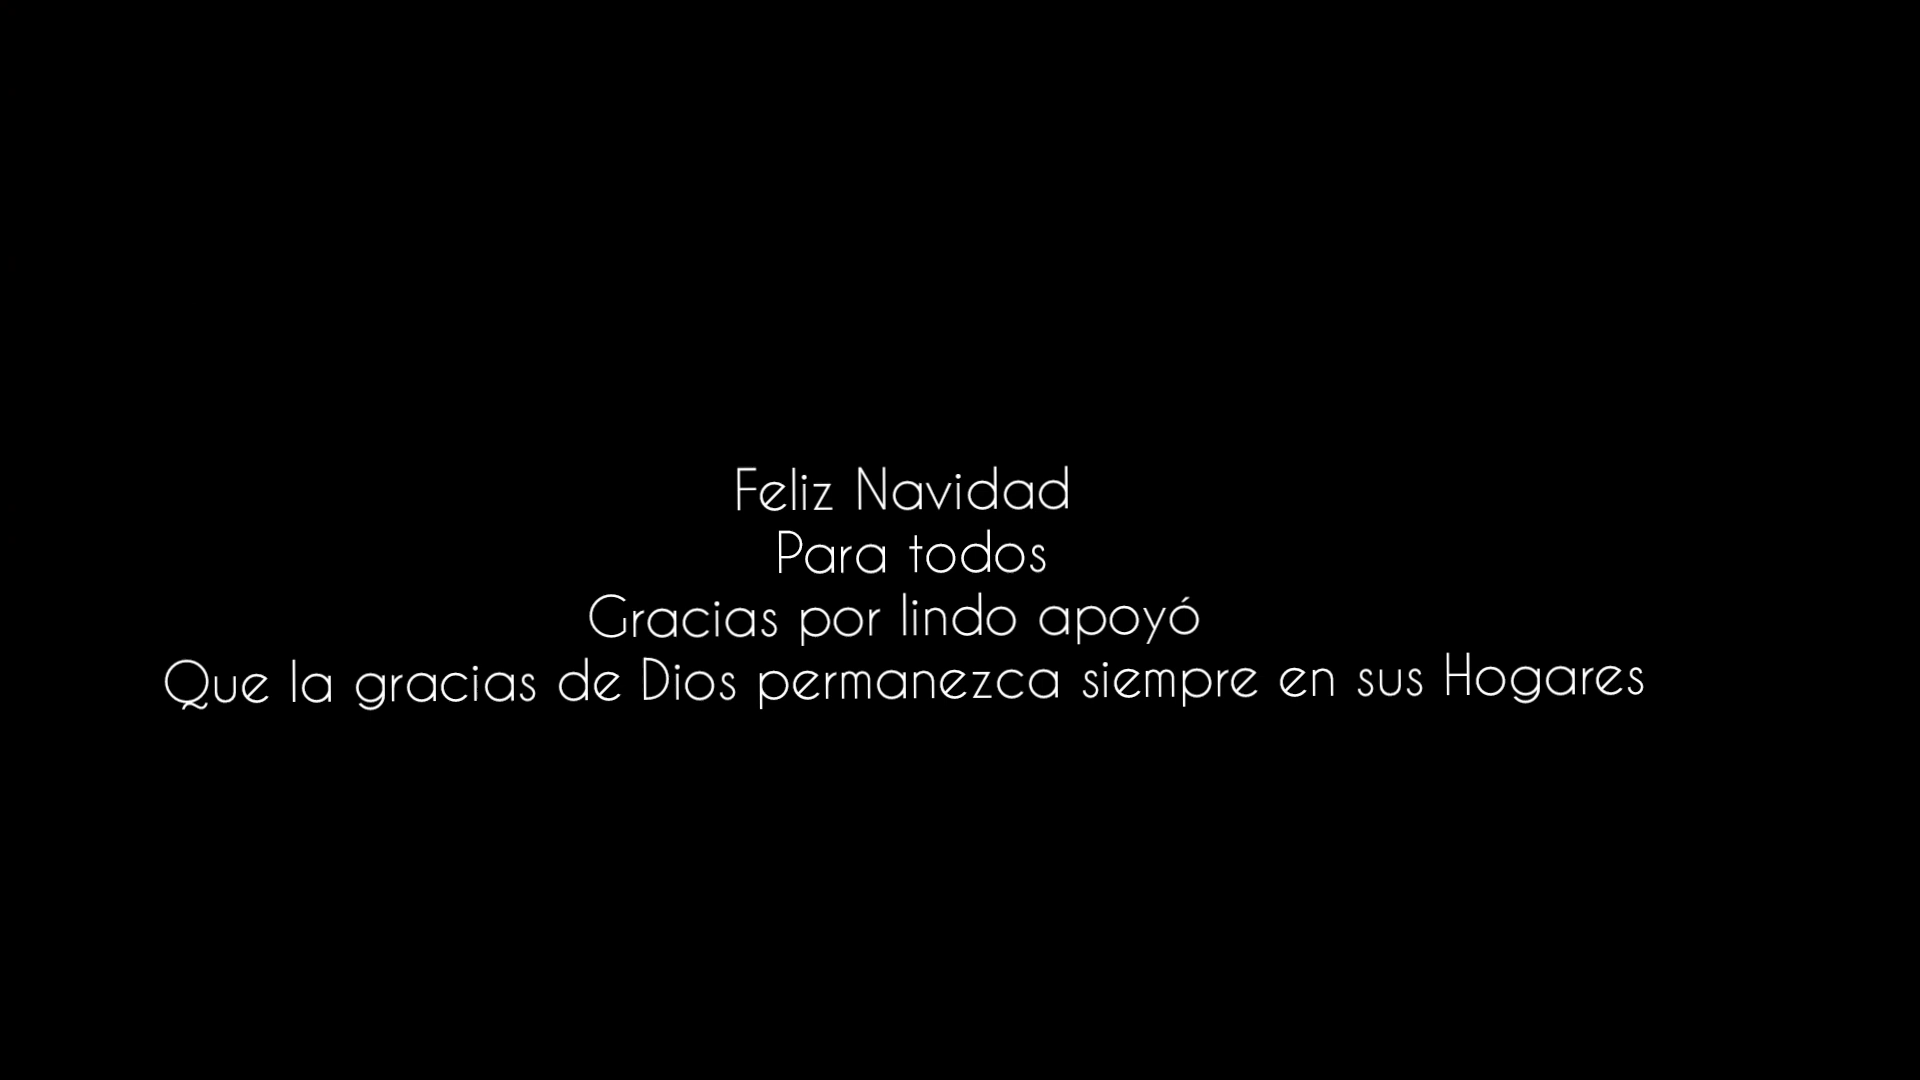 Feliz Navidad
Para todos
Gracias por lindo apoyó
Que la gracias de Dios permanezca siempre en sus Hogares